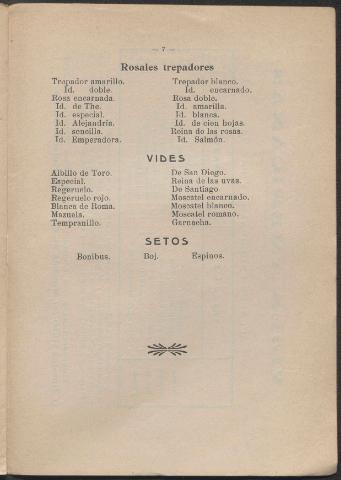 — 7 —
Rosales trepadores
Trepador amarillo. Trepador blanco.
Id. doble. Id. encarnado.
Rosa encarnada. Rosa doble.
Id. de The. Id. amarilla.
Id. especial. Id. blanca.
Id. Alejandría. Id. de cien hojas.
Id. sencilla. Reina de las rosas.
Id. Emperadora. Id. Salmón.
VIDES
Albillo de Toro. De San Diego.
Especial. Reina de las uvas.
Regeruelo. De Santiago
Regeruelo rojo. Moscatel encarnado.
Blanca de Roma. Moscatel blanco.
Mazuela. Moscatel romano.
Tempranillo. Garnacha.
SETOS
Bonibus. Boj. Espinos.